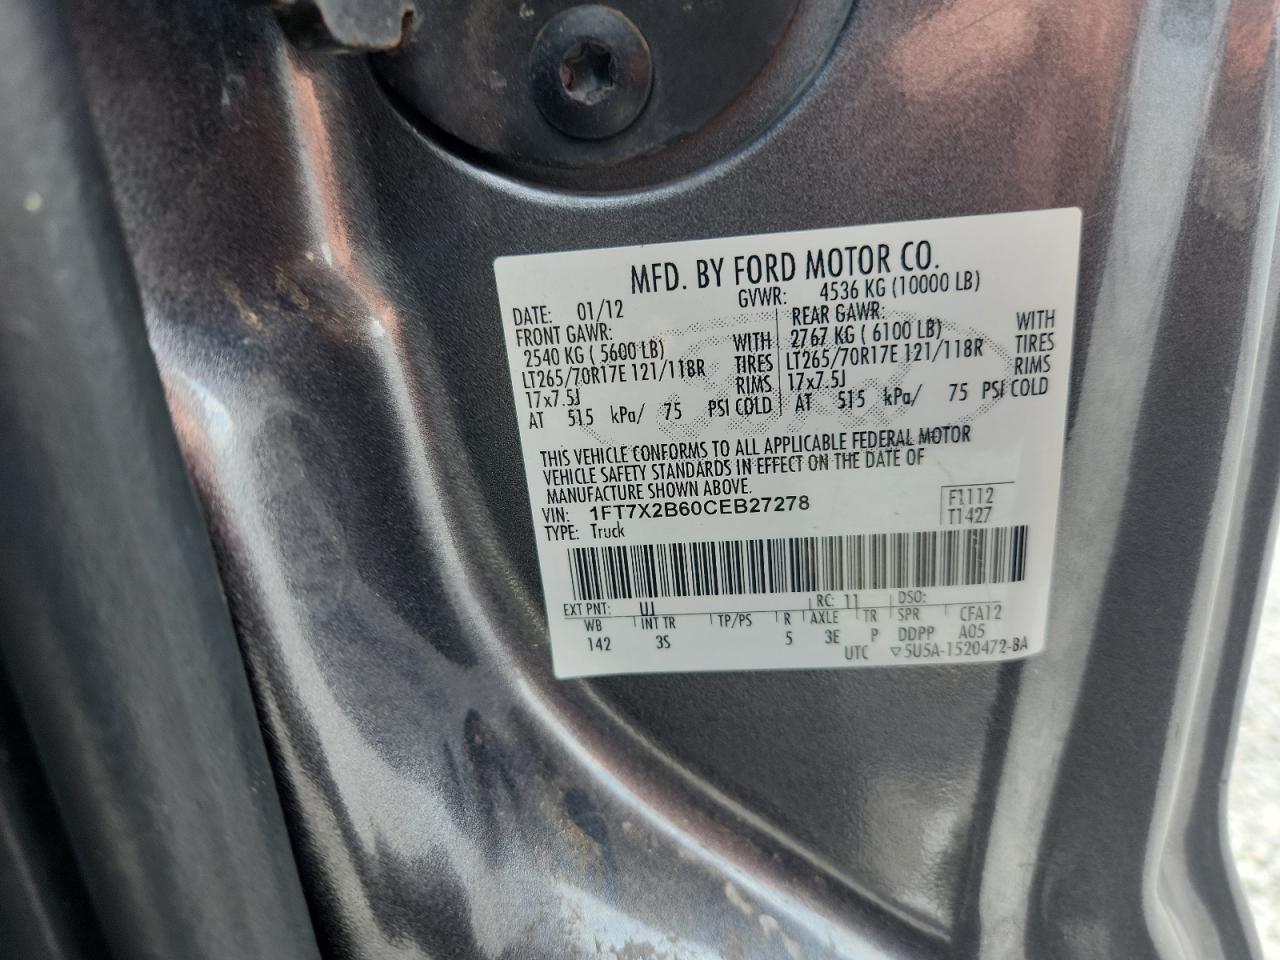 MFD. BY FORD MOTOR CO.
DATE: 01/12 GVWR: 4536 KG (10000 LB)
FRONT GAWR: REAR GAWR:
2540 KG ( 5600 LB) WITH 2767 KG ( 6100 LB) WITH
LT265/70R17E 121/118R TIRES LT265/70R17E 121/118R TIRES
17x7.5J RIMS 17x7.5J RIMS
AT 515 kPa/ 75 PSI COLD AT 515 kPa/ 75 PSI COLD
THIS VEHICLE CONFORMS TO ALL APPLICABLE FEDERAL MOTOR
VEHICLE SAFETY STANDARDS IN EFFECT ON THE DATE OF
MANUFACTURE SHOWN ABOVE.
VIN: 1FT7X2B60CEB27278 F1112
TYPE: Truck T1427
EXT PNT: UJ RC: 11 DSO:
WB INT TR TP/PS R AXLE TR SPR CFA12
142 3S 5 3E P DDPP A05
UTC ▽5U5A-1520472-BA